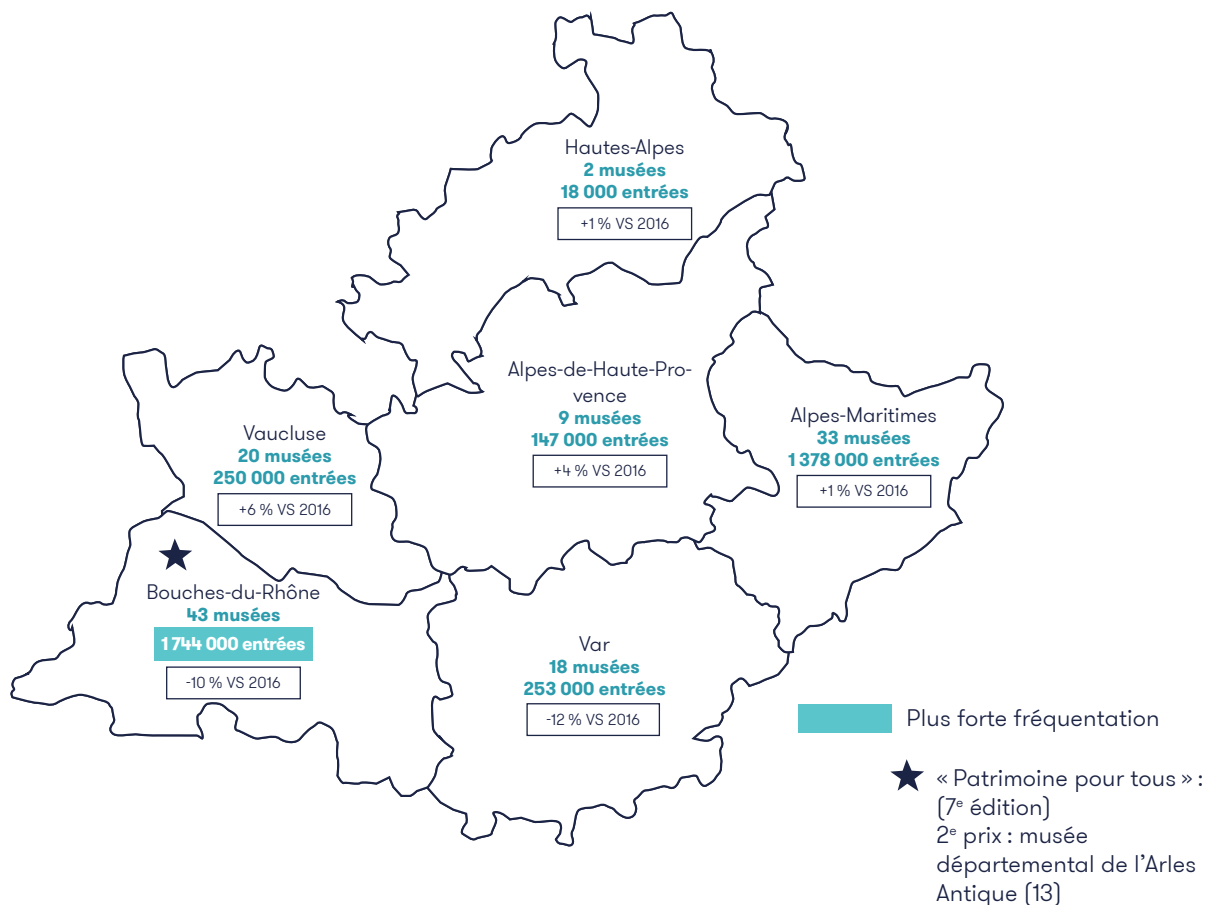 Hautes-Alpes
2 musées
18 000 entrées
+1 % VS 2016
Alpes-de-Haute-Pro-
vence
9 musées
147 000 entrées
+4 % VS 2016
Alpes-Maritimes
33 musées
1 378 000 entrées
+1 % VS 2016
Vaucluse
20 musées
250 000 entrées
+6 % VS 2016
Bouches-du-Rhône
43 musées
1 744 000 entrées
-10 % VS 2016
Var
18 musées
253 000 entrées
-12 % VS 2016
Plus forte fréquentation
« Patrimoine pour tous » :
(7e édition)
2e prix : musée
départemental de l'Arles
Antique (13)